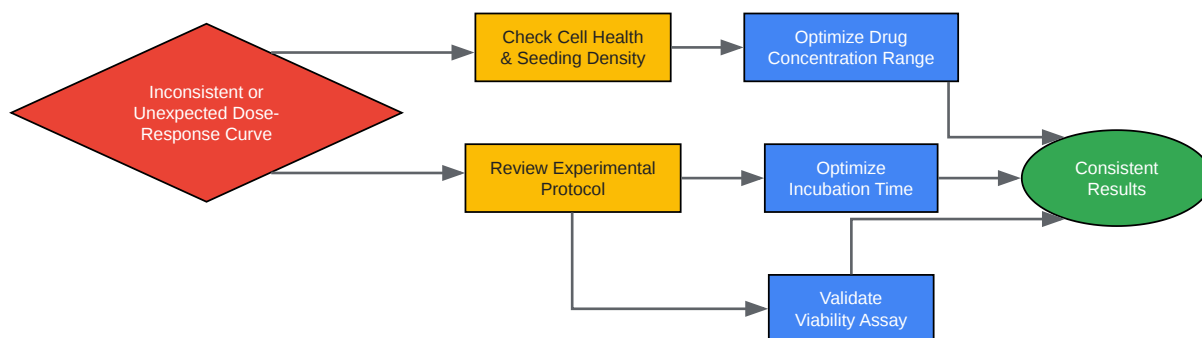 Inconsistent or
Unexpected Dose-
Response Curve
Check Cell Health
& Seeding Density
Optimize Drug
Concentration Range
Review Experimental
Protocol
Optimize
Incubation Time
Validate
Viability Assay
Consistent
Results